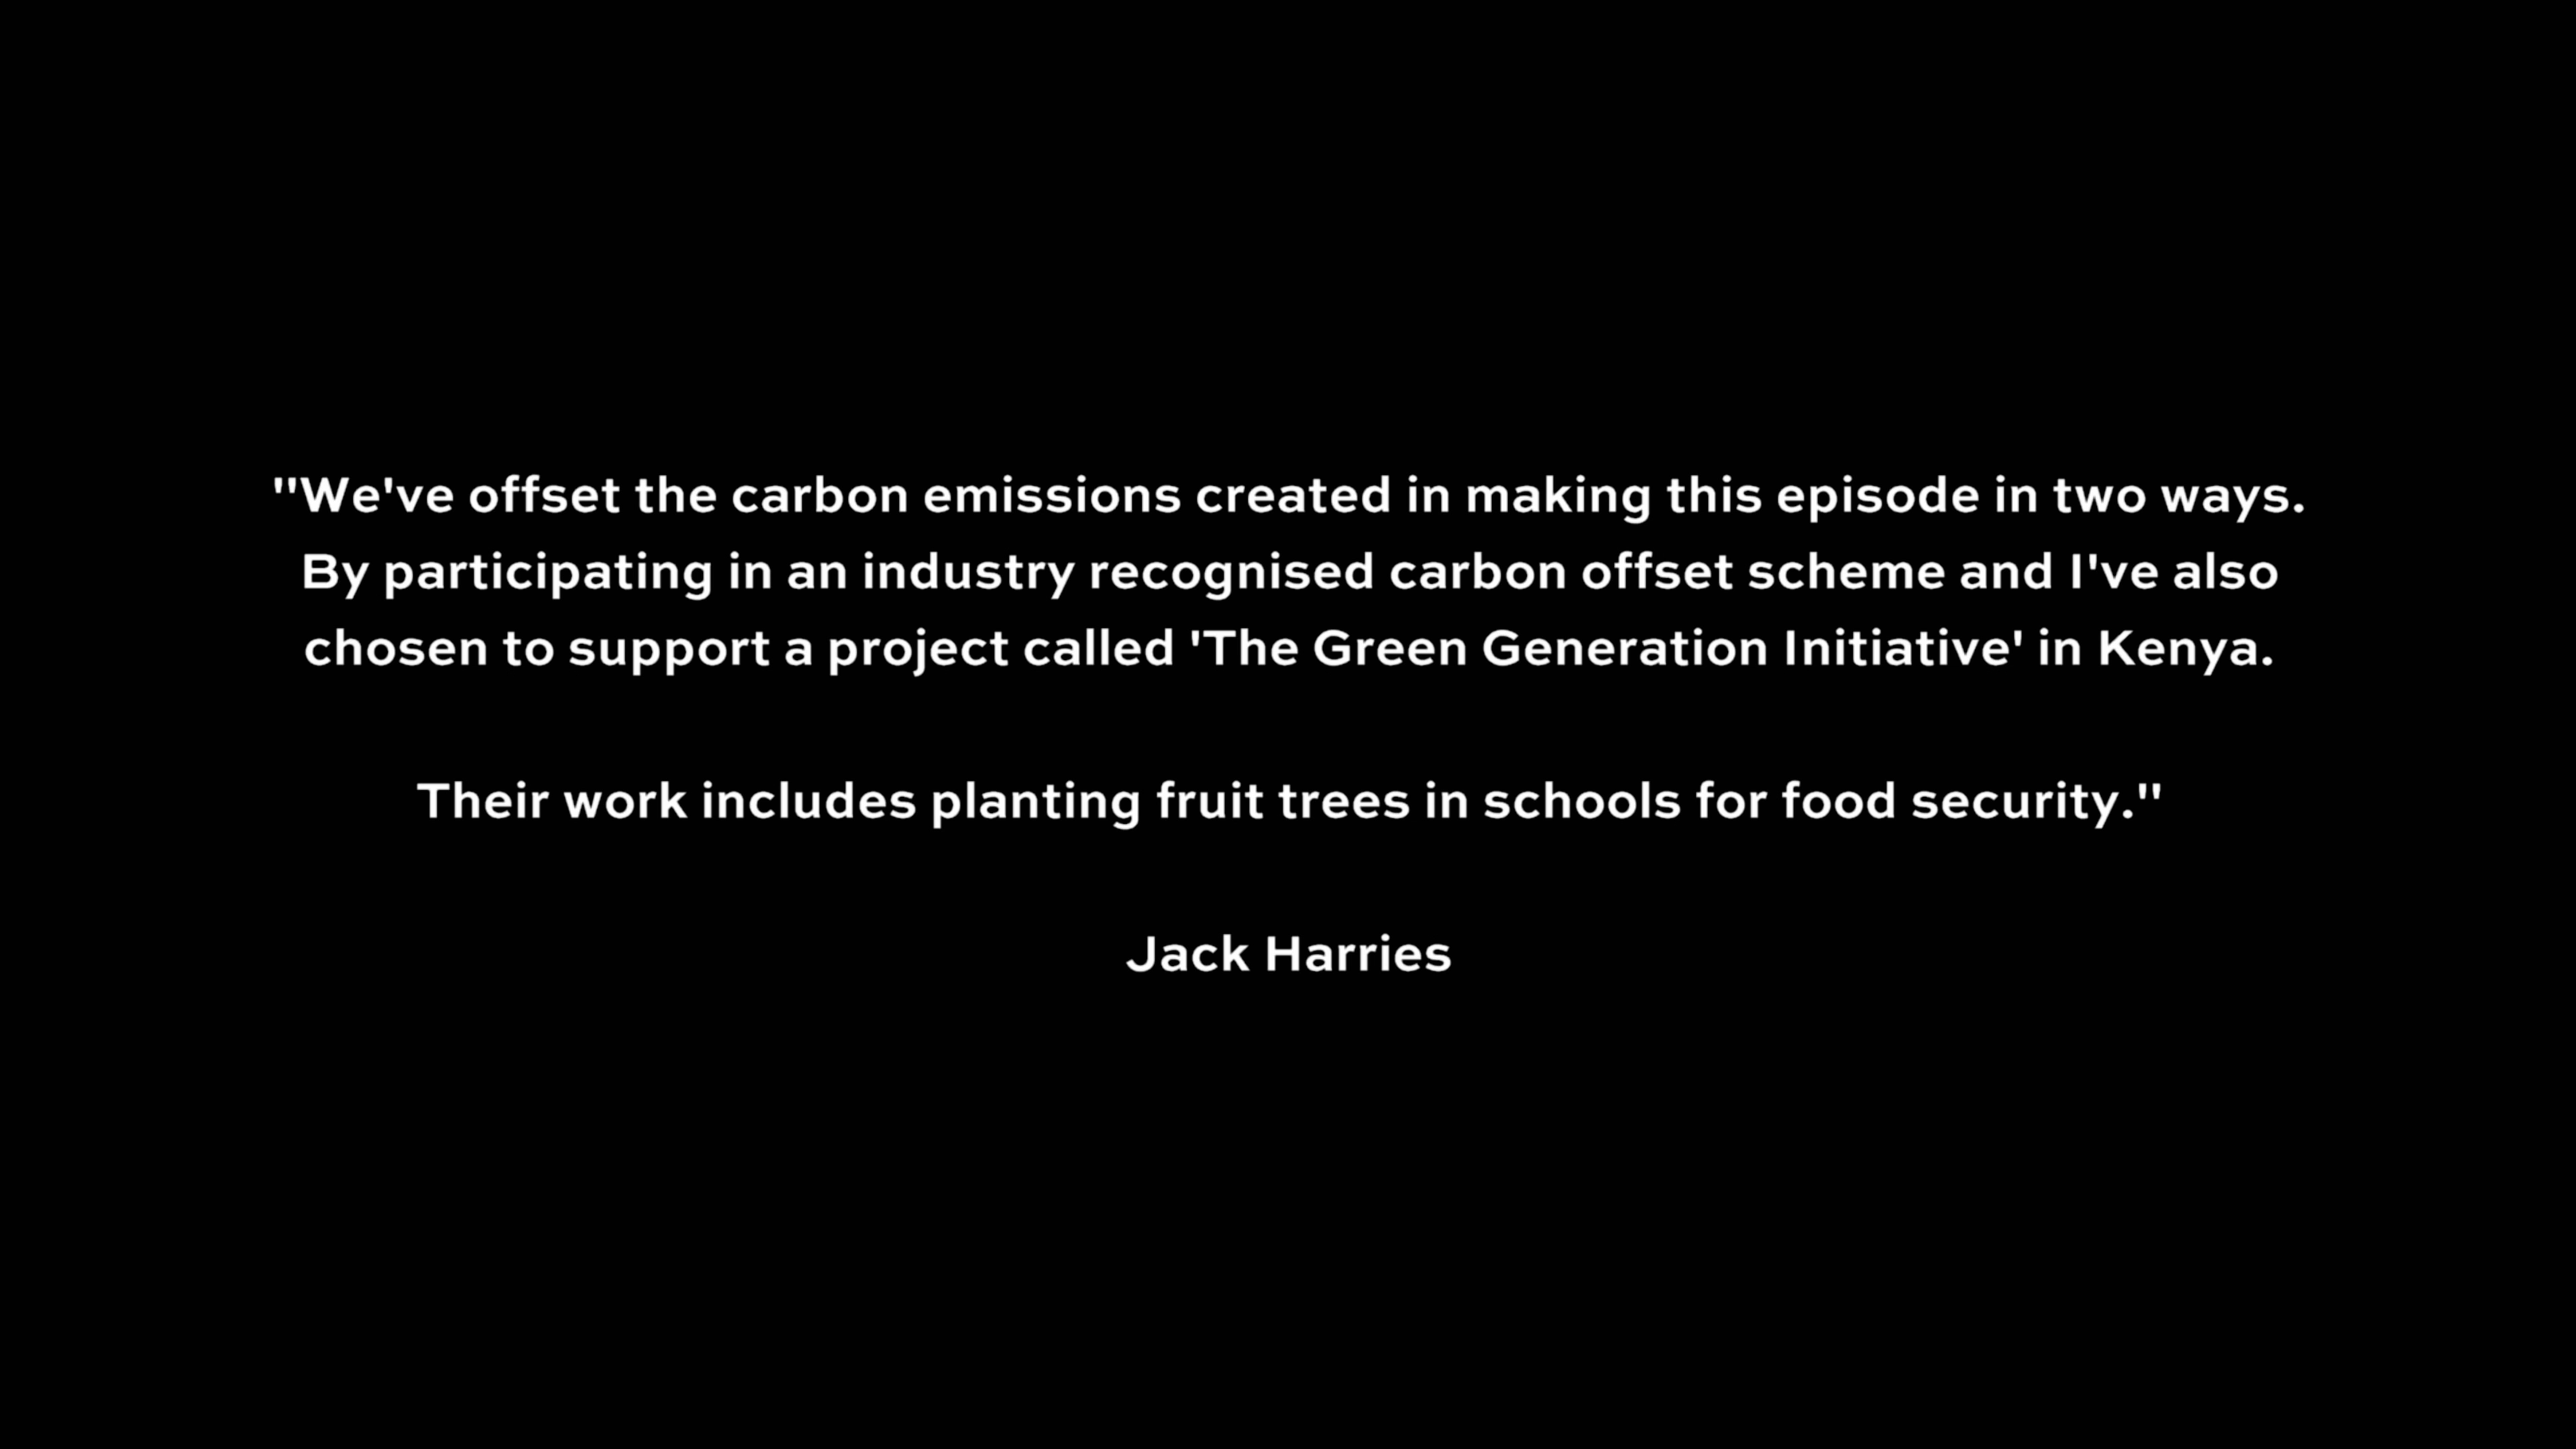 "We've offset the carbon emissions created in making this episode in two ways.
By participating in an industry recognised carbon offset scheme and I've also
chosen to support a project called 'The Green Generation Initiative' in Kenya.
Their work includes planting fruit trees in schools for food security."
Jack Harries